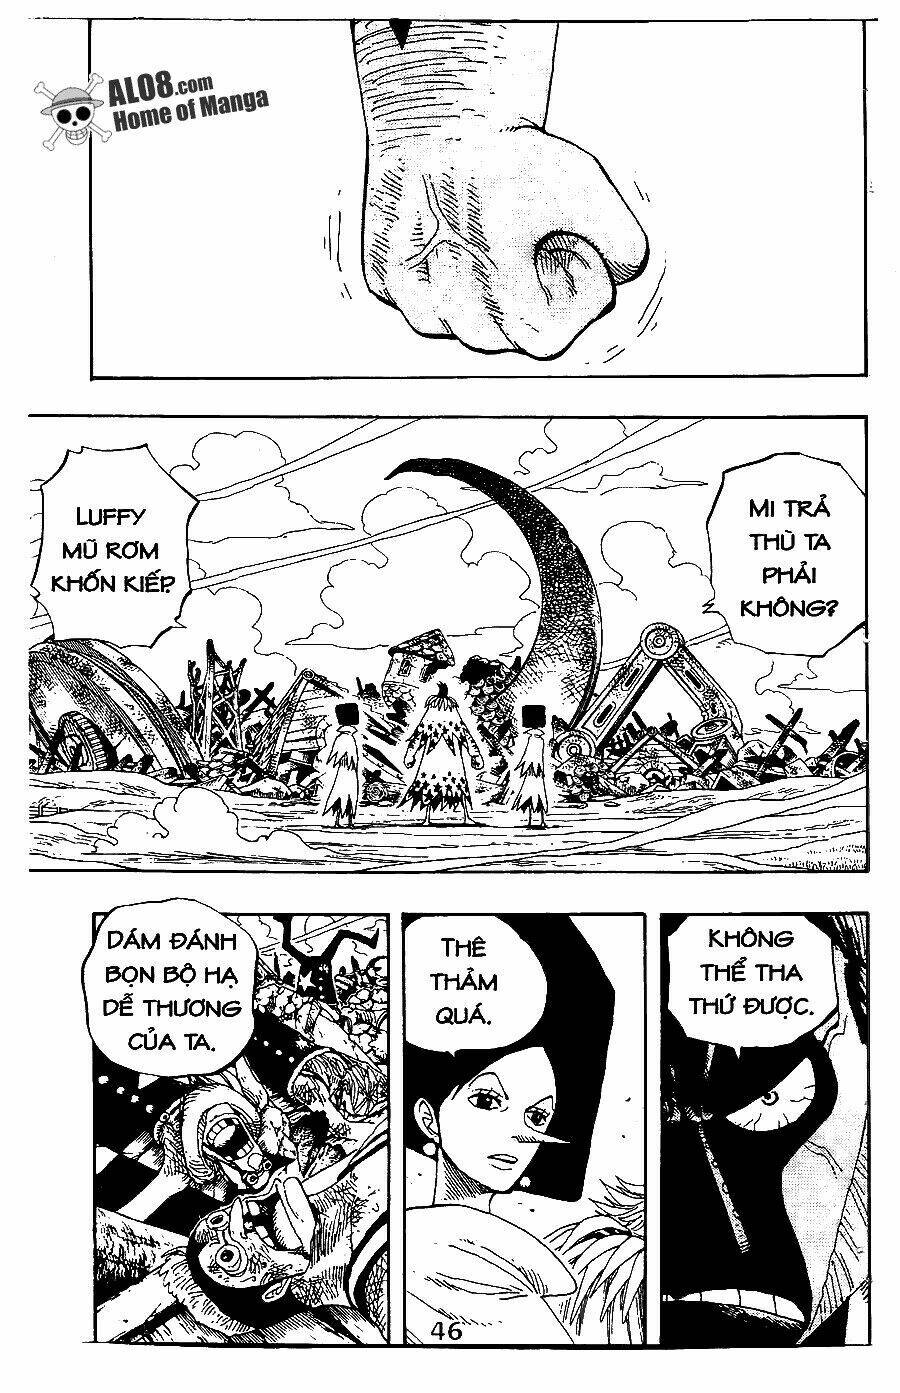 AL08.com
Home of Manga
MI TRẢ
THÙ TA
PHẢI
KHÔNG?
LUFFY
MŨ RƠM
KHỐN KIẾP?
KHÔNG
THỂ THA
THỨ ĐƯỢC.
THÊ
THẢM
QUÁ.
DÁM ĐÁNH
BỌN BỘ HẠ
DỄ THƯƠNG
CỦA TA.
46